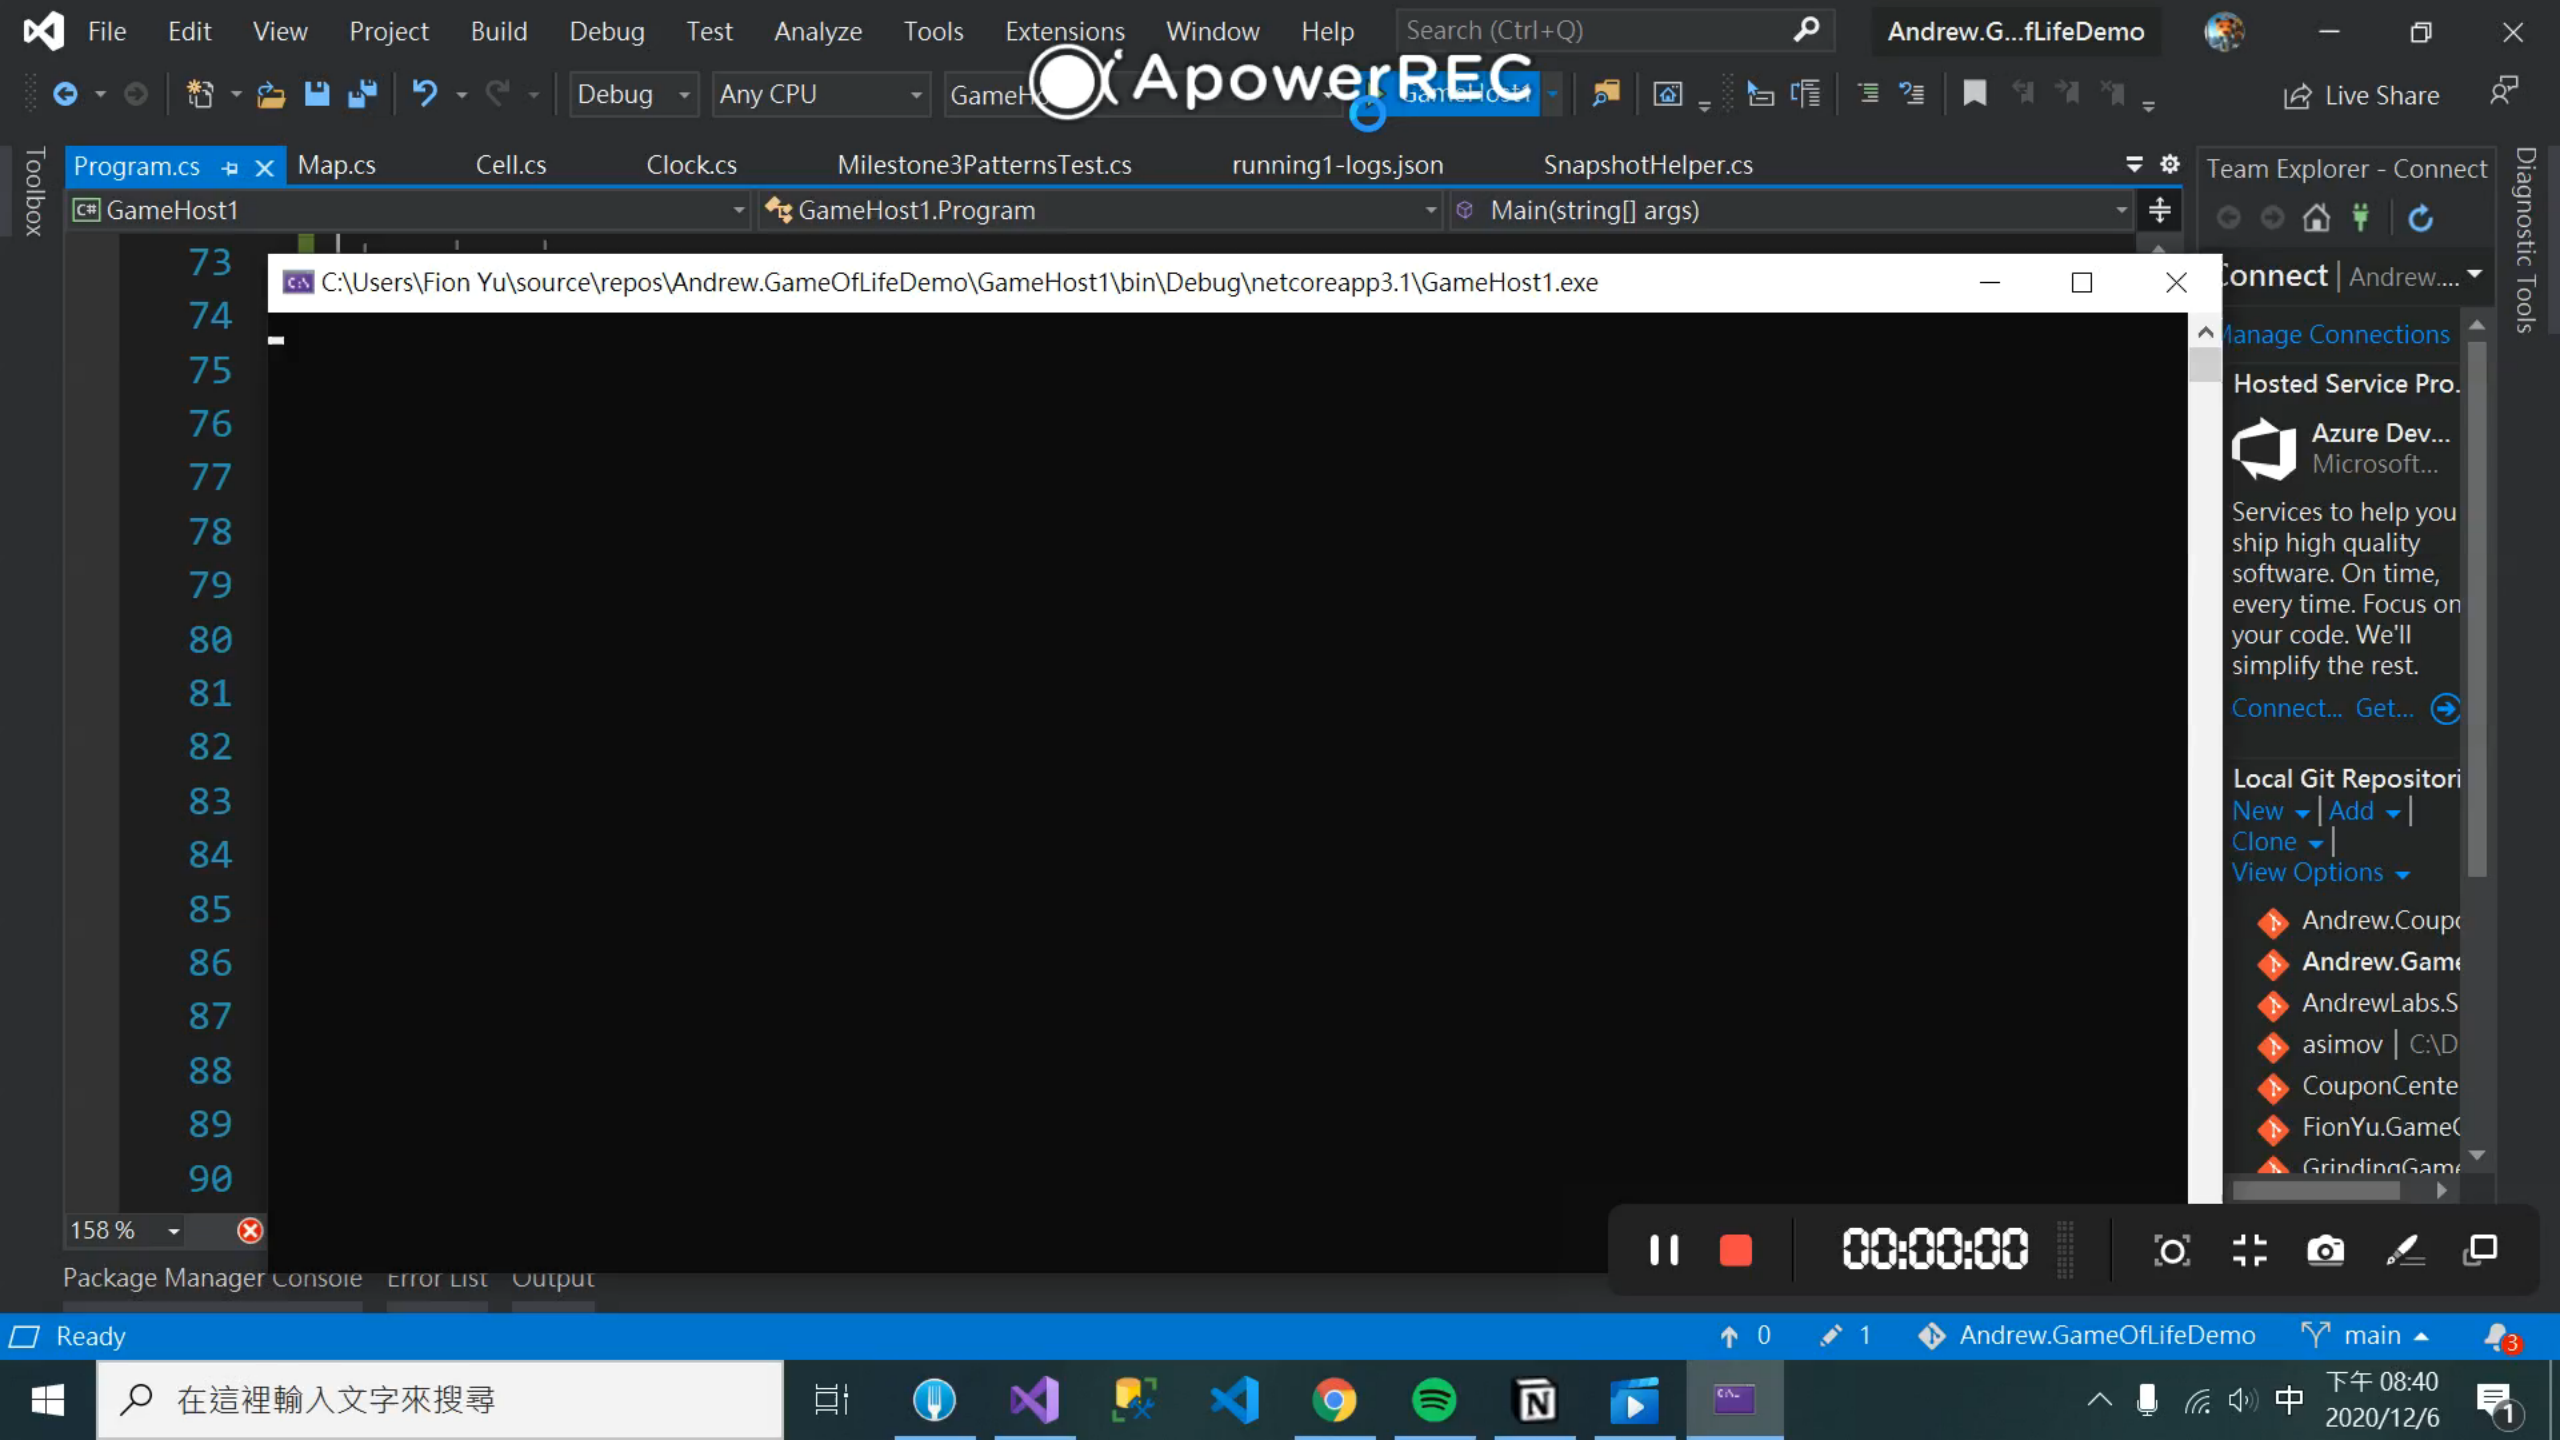 File Edit View Project Build Debug Test Analyze Tools Extensions Window Help Search (Ctrl+Q) Andrew.G...fLifeDemo
Debug Any CPU GameHost1 Live Share
ApowerREC
Toolbox
Program.cs Map.cs Cell.cs Clock.cs Milestone3PatternsTest.cs running1-logs.json SnapshotHelper.cs
GameHost1 GameHost1.Program Main(string[] args)
73
74
75
76
77
78
79
80
81
82
83
84
85
86
87
88
89
90
C:\Users\Fion Yu\source\repos\Andrew.GameOfLifeDemo\GameHost1\bin\Debug\netcoreapp3.1\GameHost1.exe
Team Explorer - Connect
onnect | Andrew....
anage Connections
Hosted Service Pro.
Azure Dev...
Microsoft...
Services to help you
ship high quality
software. On time,
every time. Focus on
your code. We'll
simplify the rest.
Connect... Get...
Local Git Repositori
New | Add |
Clone |
View Options
Andrew.Coup
Andrew.Game
AndrewLabs.S
asimov | C:\D
CouponCente
FionYu.GameO
GrindingGame
Diagnostic Tools
158 %
00:00:00
Package Manager Console Error List Output
Ready 0 1 Andrew.GameOfLifeDemo main 3
在這裡輸入文字來搜尋
中
下午 08:40
2020/12/6
1